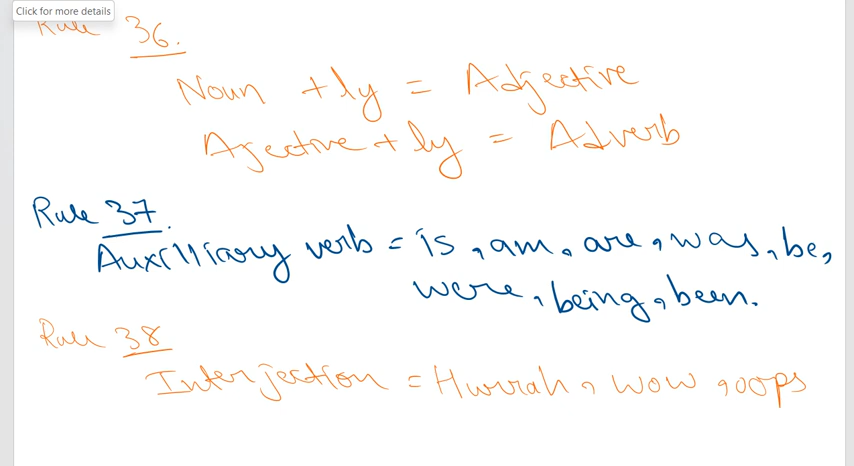 Click for more details
Rule 36.
Noun + ly = Adjective
Ajective + ly = Adverb
Rule 37.
Auxilliary verb = is, am, are, was, be,
were, being, been.
Rule 38
Interjection = Hurrah, wow, oops